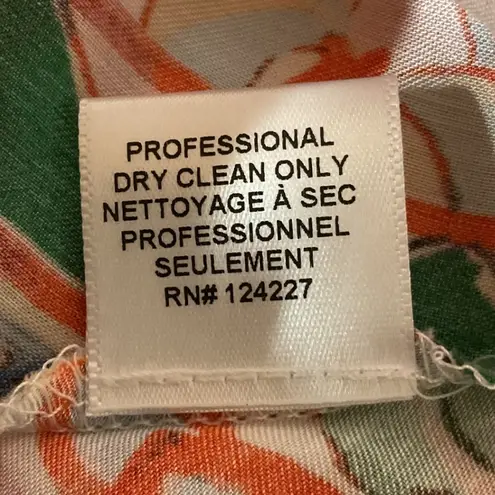 PROFESSIONAL
DRY CLEAN ONLY
NETTOYAGE À SEC
PROFESSIONNEL
SEULEMENT
RN# 124227